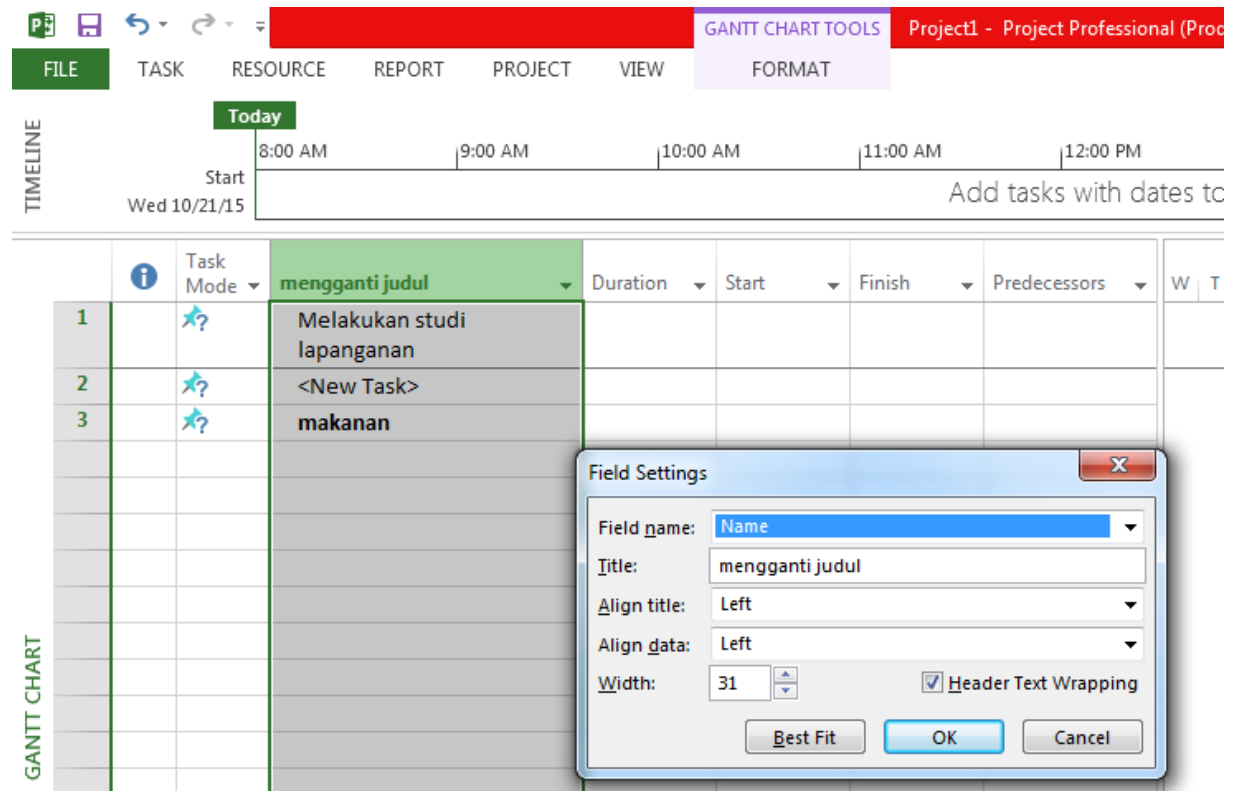 GANTT CHART TOOLS Project1 - Project Professional (Proc
FILE TASK RESOURCE REPORT PROJECT VIEW FORMAT
TIMELINE
Today
8:00 AM 9:00 AM 10:00 AM 11:00 AM 12:00 PM
Start
Wed 10/21/15
Add tasks with dates to
Task
Mode mengganti judul Duration Start Finish Predecessors W T
1 Melakukan studi
lapanganan
2 <New Task>
3 makanan
GANTT CHART
Field Settings
Field name: Name
Title: mengganti judul
Align title: Left
Align data: Left
Width: 31 Header Text Wrapping
Best Fit OK Cancel